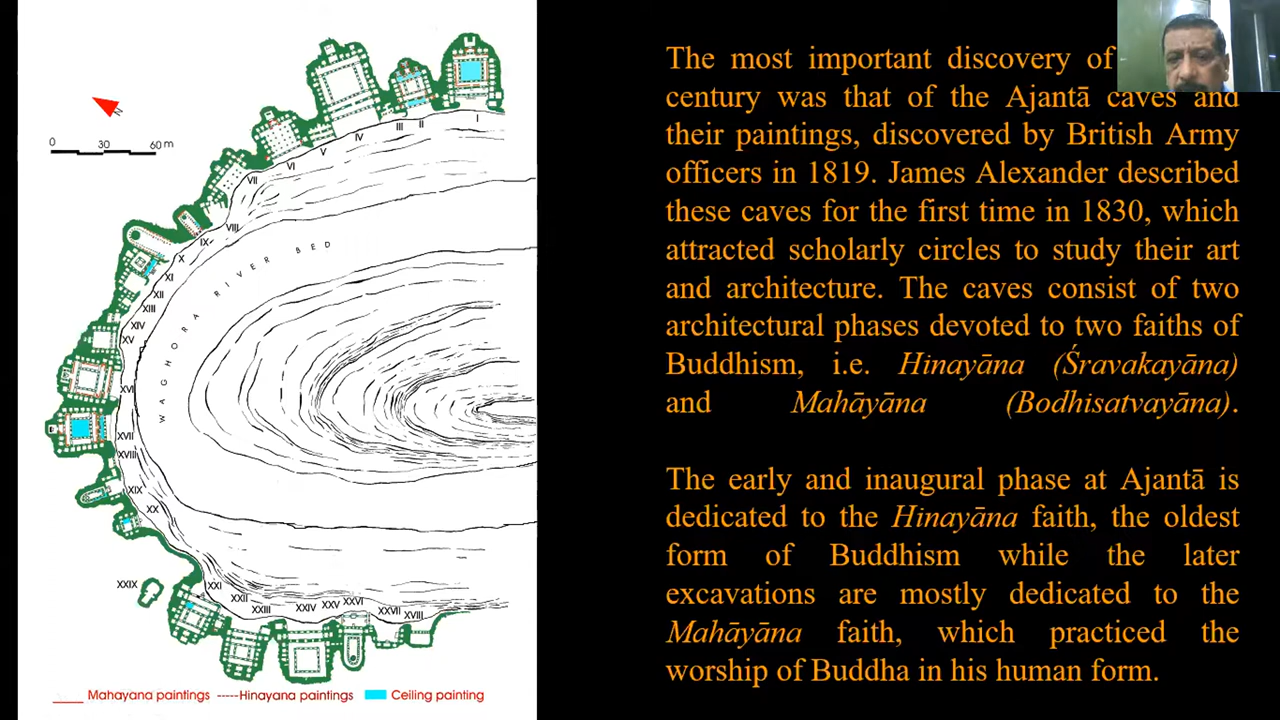 N
0 30 60 m
I
II
III
IV
V
VI
VII
VIII
IX
X
XI
XII
XIII
XIV
XV
XVI
XVII
XVIII
XIX
XX
XXI
XXII
XXIII
XXIV
XXV
XXVI
XXVII
XVIII
XXIX
WAGHORA RIVER BED
Mahayana paintings Hinayana paintings Ceiling painting
The most important discovery of
century was that of the Ajantā caves and
their paintings, discovered by British Army
officers in 1819. James Alexander described
these caves for the first time in 1830, which
attracted scholarly circles to study their art
and architecture. The caves consist of two
architectural phases devoted to two faiths of
Buddhism, i.e. Hinayāna (Śravakayāna)
and Mahāyāna (Bodhisatvayāna).
The early and inaugural phase at Ajantā is
dedicated to the Hinayāna faith, the oldest
form of Buddhism while the later
excavations are mostly dedicated to the
Mahāyāna faith, which practiced the
worship of Buddha in his human form.